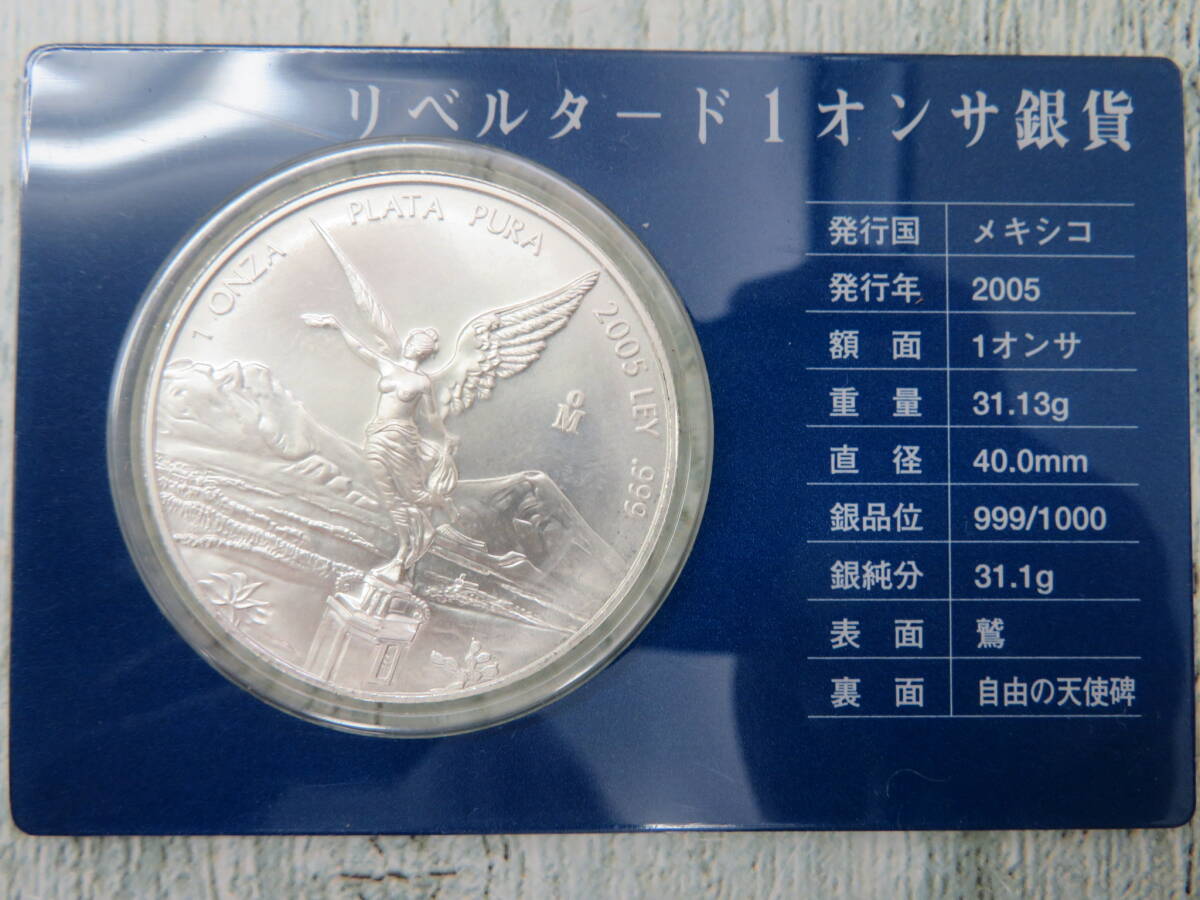 リベルタード1オンサ銀貨
1 ONZA PLATA PURA 2005 LEY .999
oM
発行国 メキシコ
発行年 2005
額面 1オンサ
重量 31.13g
直径 40.0mm
銀品位 999/1000
銀純分 31.1g
表面 鷲
裏面 自由の天使碑